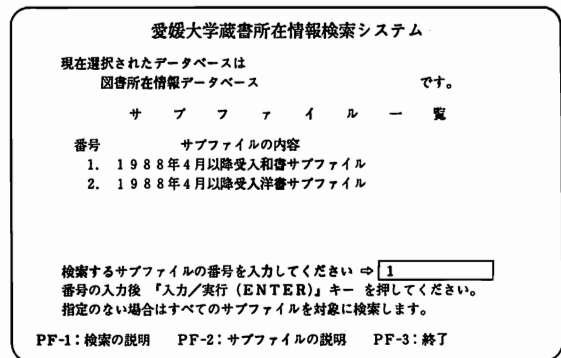 愛媛大学蔵書所在情報検索システム
現在選択されたデータベースは
図書所在情報データベース です。
サ ブ フ ァ イ ル 一 覧
番号 サブファイルの内容
1. 1988年4月以降受入和書サブファイル
2. 1988年4月以降受入洋書サブファイル
検索するサブファイルの番号を入力してください ⇨ 1
番号の入力後 『入力/実行 (ENTER)』キー を押してください。
指定のない場合はすべてのサブファイルを対象に検索します。
PF-1:検索の説明 PF-2:サブファイルの説明 PF-3:終了